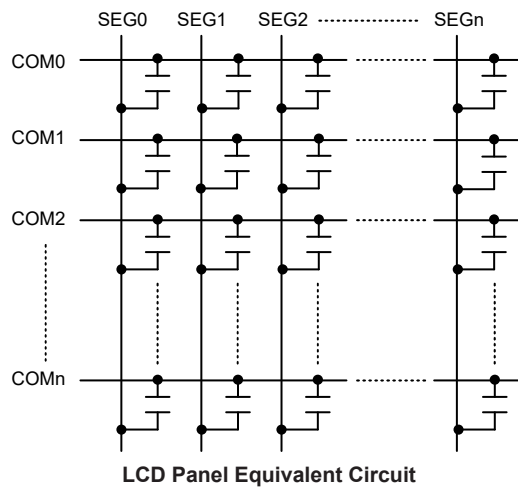 SEG0 SEG1 SEG2 SEGn
COM0
COM1
COM2
COMn
LCD Panel Equivalent Circuit